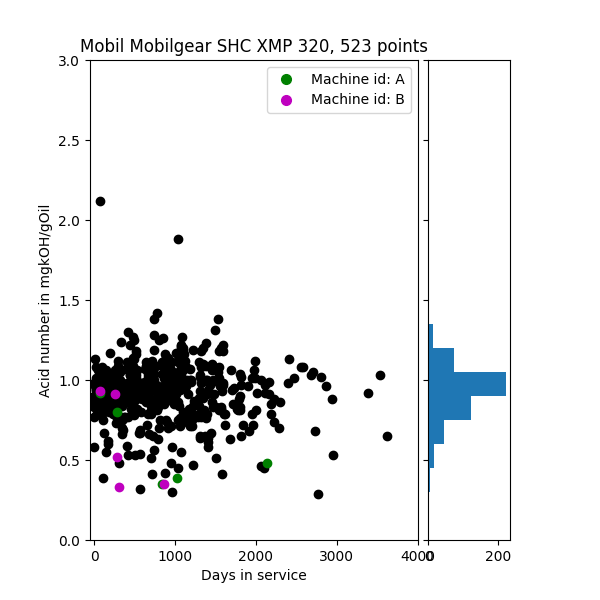 Mobil Mobilgear SHC XMP 320, 523 points
3.0
2.5
2.0
1.5
1.0
0.5
0.0
Acid number in mgkOH/gOil
Machine id: A
Machine id: B
0 1000 2000 3000 4000
0 200
Days in service